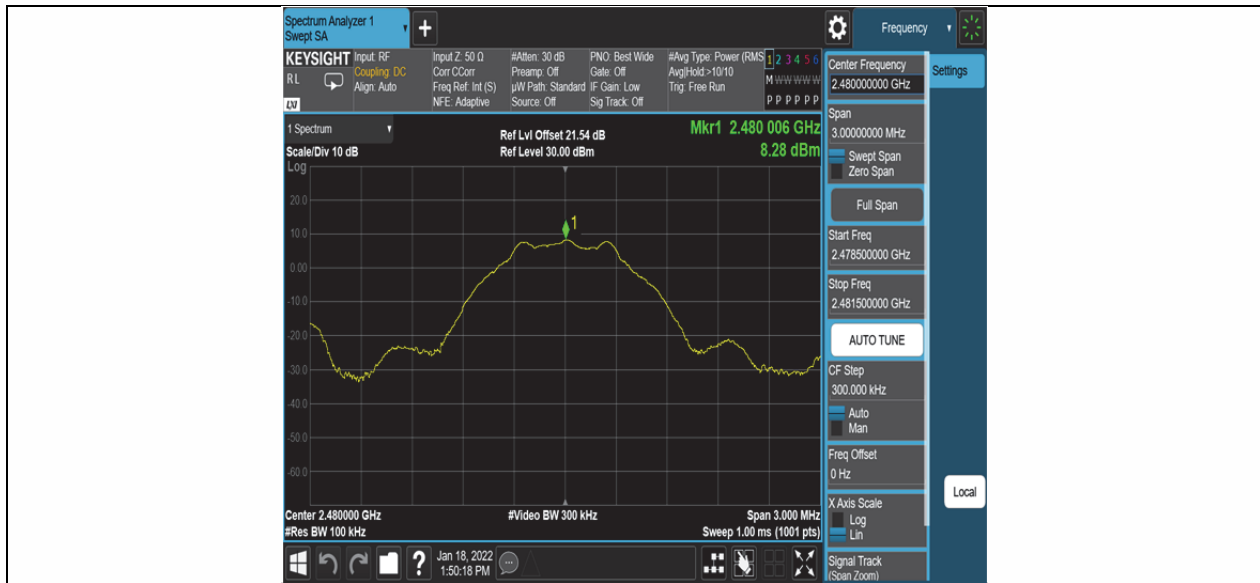 Spectrum Analyzer 1
Swept SA
+
Frequency
KEYSIGHT
RL
LXI
Input: RF
Coupling: DC
Align: Auto
Input Z: 50 Ω
Corr CCorr
Freq Ref: Int (S)
NFE: Adaptive
#Atten: 30 dB
Preamp: Off
µW Path: Standard
Source: Off
PNO: Best Wide
Gate: Off
IF Gain: Low
Sig Track: Off
#Avg Type: Power (RMS
Avg|Hold:>10/10
Trig: Free Run
1 2 3 4 5 6
M W W W W W
P P P P P P
1 Spectrum
Scale/Div 10 dB
Log
Ref Lvl Offset 21.54 dB
Ref Level 30.00 dBm
Mkr1 2.480 006 GHz
8.28 dBm
20.0
10.0
0.00
-10.0
-20.0
-30.0
-40.0
-50.0
-60.0
1
Center 2.480000 GHz
#Res BW 100 kHz
#Video BW 300 kHz
Span 3.000 MHz
Sweep 1.00 ms (1001 pts)
Center Frequency
2.480000000 GHz
Settings
Span
3.00000000 MHz
Swept Span
Zero Span
Full Span
Start Freq
2.478500000 GHz
Stop Freq
2.481500000 GHz
AUTO TUNE
CF Step
300.000 kHz
Auto
Man
Freq Offset
0 Hz
X Axis Scale
Log
Lin
Local
Signal Track
(Span Zoom)
?
Jan 18, 2022
1:50:18 PM